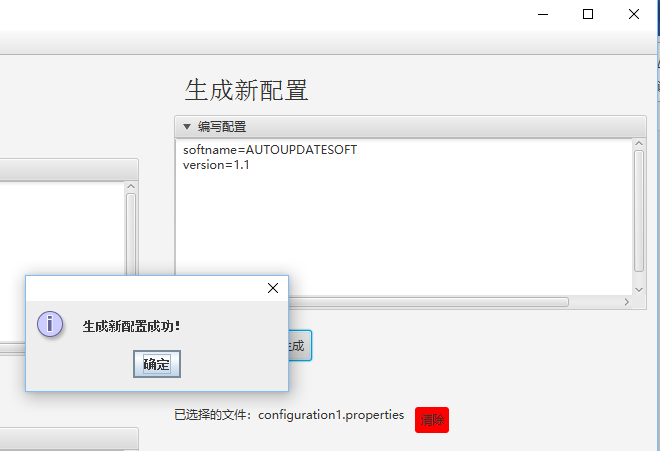 生成新配置
编写配置
softname=AUTOUPDATESOFT
version=1.1
生成新配置成功!
确定
生成
已选择的文件: configuration1.properties
清除